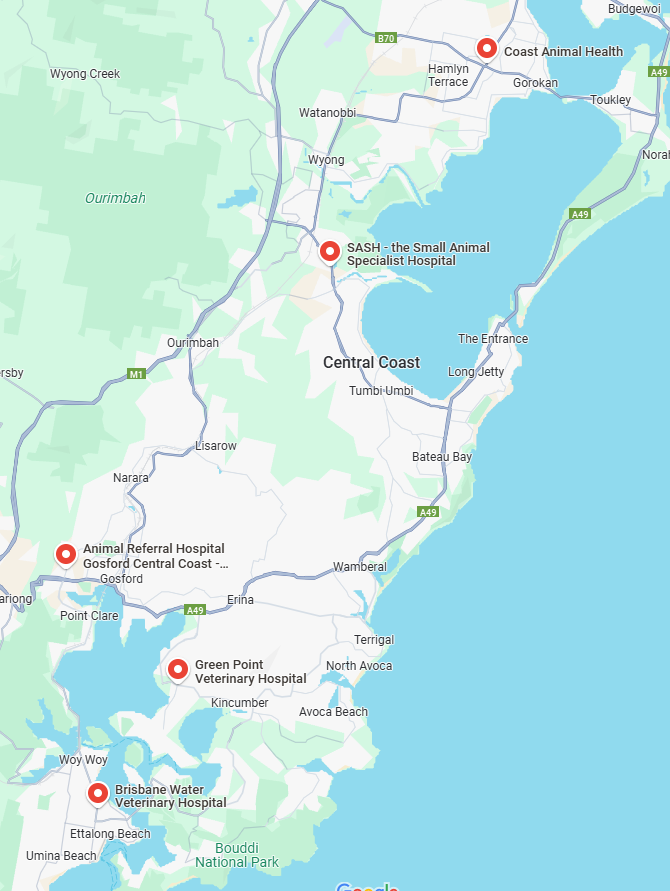 Budgewoi
B70
Coast Animal Health
Wyong Creek
Hamlyn
Terrace
A49
Gorokan
Toukley
Watanobbi
Noral
Wyong
Ourimbah
A49
SASH - the Small Animal
Specialist Hospital
The Entrance
Ourimbah
Central Coast
ersby
M1
Long Jetty
Tumbi Umbi
Lisarow
Bateau Bay
Narara
A49
Animal Referral Hospital
Gosford Central Coast -...
Wamberal
Gosford
ariong
Erina
A49
Point Clare
Terrigal
Green Point
Veterinary Hospital
North Avoca
Kincumber
Avoca Beach
Woy Woy
Brisbane Water
Veterinary Hospital
Ettalong Beach
Bouddi
National Park
Umina Beach
Google